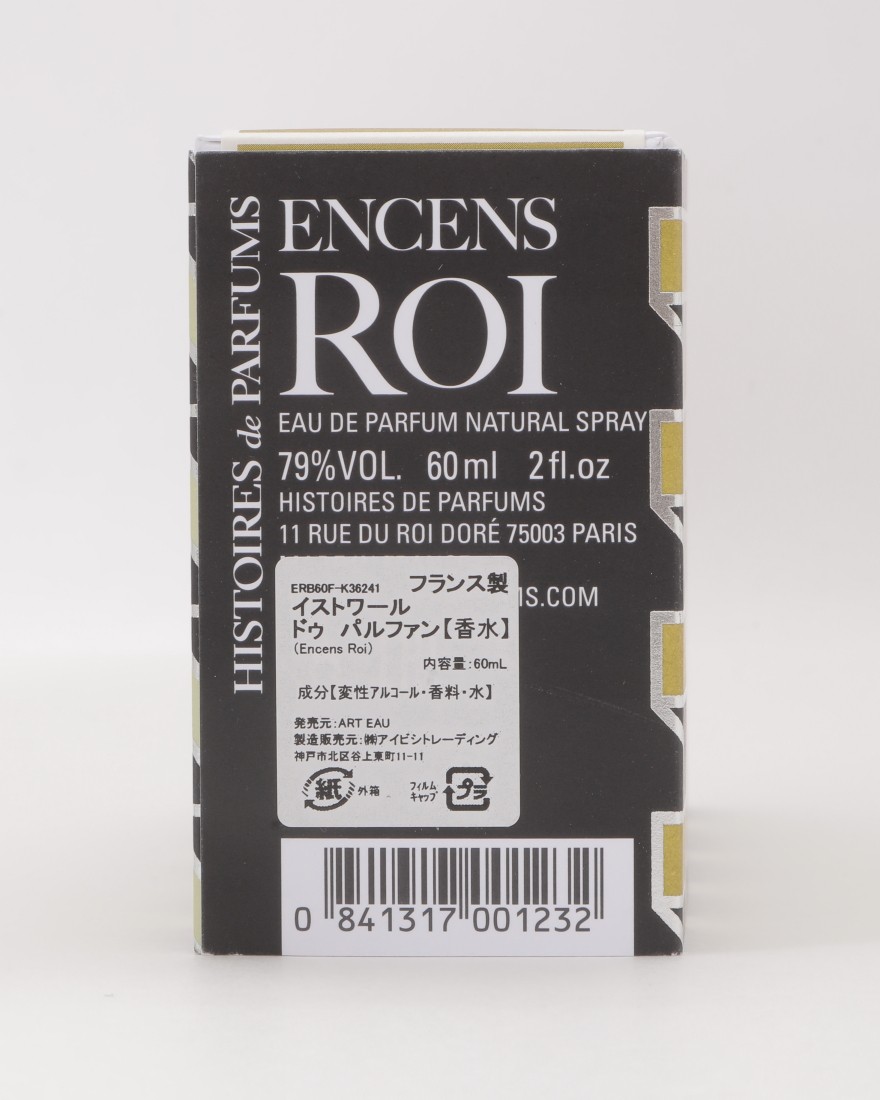 HISTOIRES de PARFUMS
ENCENS
ROI
EAU DE PARFUM NATURAL SPRAY
79%VOL. 60ml 2fl.oz
HISTOIRES DE PARFUMS
11 RUE DU ROI DORÉ 75003 PARIS
MS.COM
ERB60F-K36241 フランス製
イストワール
ドゥ パルファン【香水】
(Encens Roi)
内容量:60mL
成分【変性アルコール・香料・水】
発売元:ART EAU
製造販売元:㈱アイビシトレーディング
神戸市北区谷上東町11-11
紙 外箱 フィルム キャップ プラ
0 841317 001232